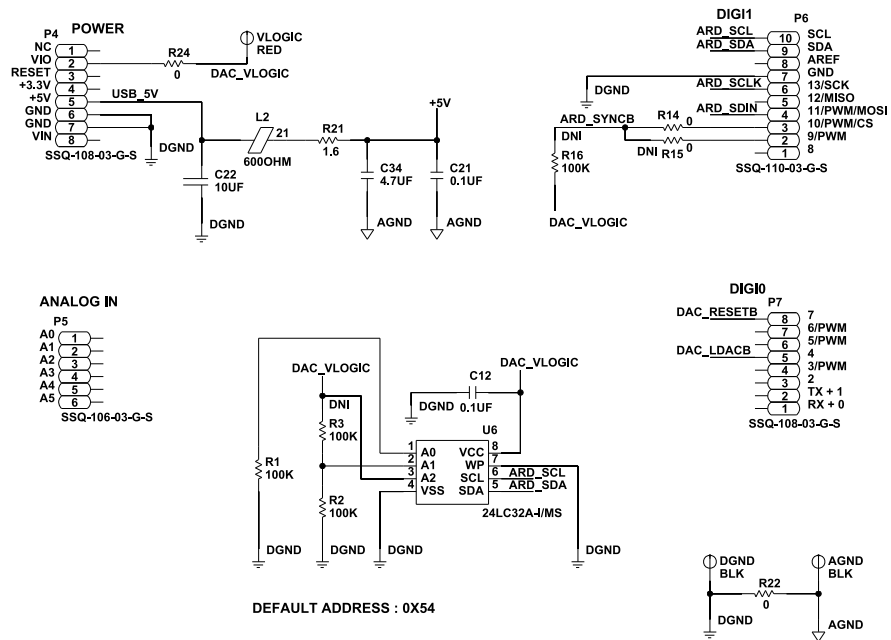 POWER
P4
NC 1
VIO 2
RESET 3
+3.3V 4
+5V 5
GND 6
GND 7
VIN 8
SSQ-108-03-G-S
R24
0
VLOGIC
RED
DAC_VLOGIC
USB_5V
DGND
L2
2 1
600OHM
R21
1.6
+5V
C22
10UF
DGND
C34
4.7UF
AGND
C21
0.1UF
AGND
DIGI1
P6
ARD_SCL 10 SCL
ARD_SDA 9 SDA
8 AREF
DGND 7 GND
ARD_SCLK 6 13/SCK
5 12/MISO
ARD_SDIN 4 11/PWM/MOSI
3 10/PWM/CS
2 9/PWM
1 8
SSQ-110-03-G-S
ARD_SYNCB
R14
0
DNI
R15
0
DNI
R16
100K
DAC_VLOGIC
ANALOG IN
P5
A0 1
A1 2
A2 3
A3 4
A4 5
A5 6
SSQ-106-03-G-S
DIGI0
P7
DAC_RESETB 8 7
7 6/PWM
6 5/PWM
DAC_LDACB 5 4
4 3/PWM
3 2
2 TX + 1
1 RX + 0
SSQ-108-03-G-S
DAC_VLOGIC
DNI
R3
100K
R1
100K
R2
100K
DAC_VLOGIC
C12
0.1UF
DGND
U6
1 A0 VCC 8
2 A1 WP 7
3 A2 SCL 6 ARD_SCL
4 VSS SDA 5 ARD_SDA
24LC32A-I/MS
DGND
DGND
DGND
DGND
DEFAULT ADDRESS : 0X54
DGND
BLK
AGND
BLK
R22
0
DGND
AGND